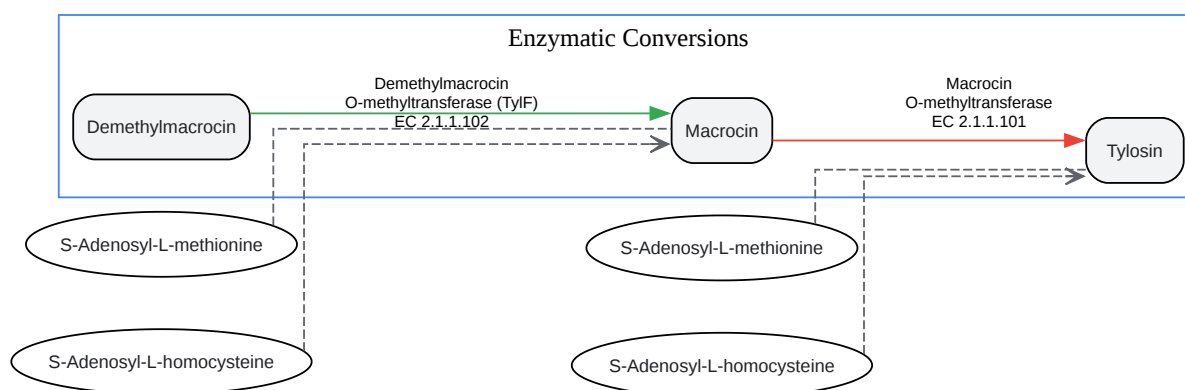 Enzymatic Conversions
Demethylmacrocin
O-methyltransferase (TylF)
EC 2.1.1.102
Macrocin
O-methyltransferase
EC 2.1.1.101
Demethylmacrocin
Macrocin
Tylosin
S-Adenosyl-L-methionine
S-Adenosyl-L-methionine
S-Adenosyl-L-homocysteine
S-Adenosyl-L-homocysteine